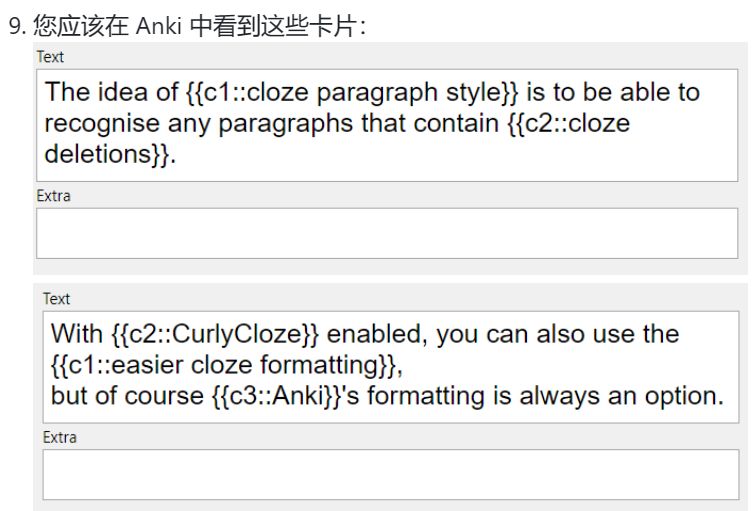 9. 您应该在 Anki 中看到这些卡片：
Text
The idea of {{c1::cloze paragraph style}} is to be able to
recognise any paragraphs that contain {{c2::cloze
deletions}}.
Extra
Text
With {{c2::CurlyCloze}} enabled, you can also use the
{{c1::easier cloze formatting}},
but of course {{c3::Anki}}'s formatting is always an option.
Extra